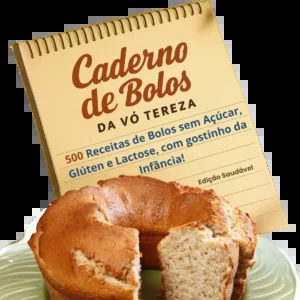 Caderno
de Bolos
DA VÓ TEREZA
500 Receitas de Bolos sem Açúcar,
Glúten e Lactose, com gostinho da
Infância!
Edição Saudável